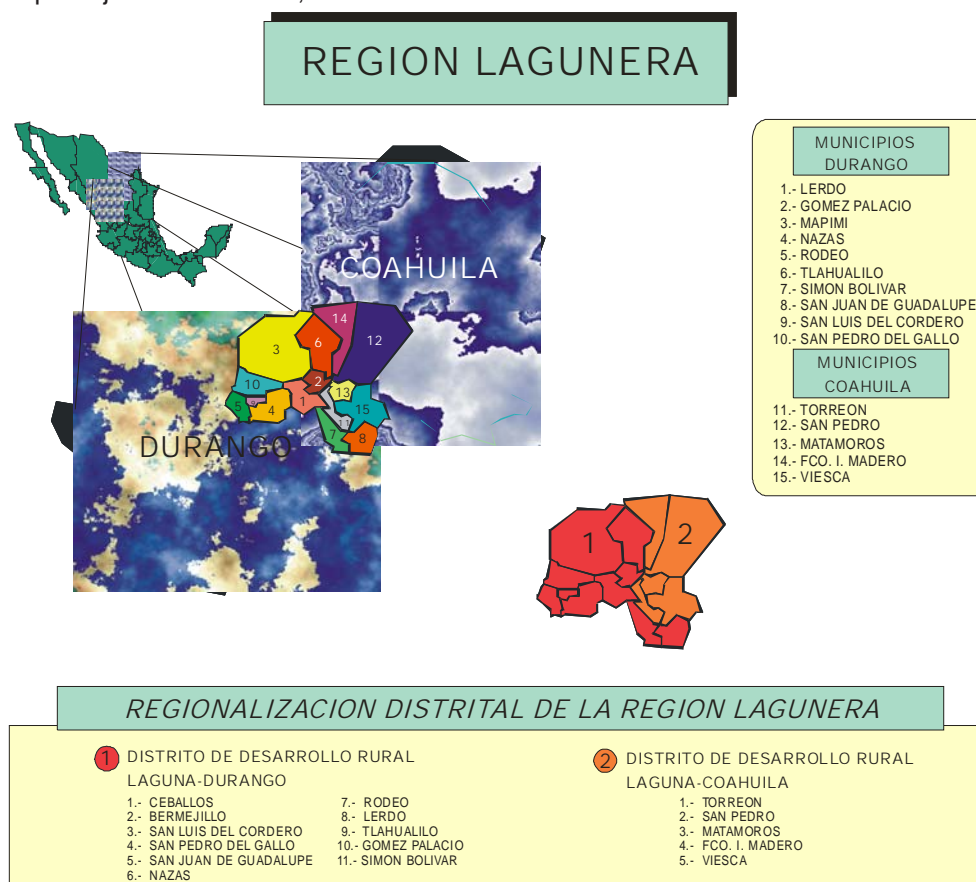 REGION LAGUNERA
MUNICIPIOS
DURANGO
1.- LERDO
2.- GOMEZ PALACIO
3.- MAPIMI
4.- NAZAS
5.- RODEO
6.- TLAHUALILO
7.- SIMON BOLIVAR
8.- SAN JUAN DE GUADALUPE
9.- SAN LUIS DEL CORDERO
10.- SAN PEDRO DEL GALLO
MUNICIPIOS
COAHUILA
11.- TORREON
12.- SAN PEDRO
13.- MATAMOROS
14.- FCO. I. MADERO
15.- VIESCA
COAHUILA
14
12
3
6
10
2
13
5
4
1
15
11
7
8
DURANGO
1
2
REGIONALIZACION DISTRITAL DE LA REGION LAGUNERA
1 DISTRITO DE DESARROLLO RURAL
LAGUNA-DURANGO
1.- CEBALLOS
2.- BERMEJILLO
3.- SAN LUIS DEL CORDERO
4.- SAN PEDRO DEL GALLO
5.- SAN JUAN DE GUADALUPE
6.- NAZAS
7.- RODEO
8.- LERDO
9.- TLAHUALILO
10.- GOMEZ PALACIO
11.- SIMON BOLIVAR
2 DISTRITO DE DESARROLLO RURAL
LAGUNA-COAHUILA
1.- TORREON
2.- SAN PEDRO
3.- MATAMOROS
4.- FCO. I. MADERO
5.- VIESCA